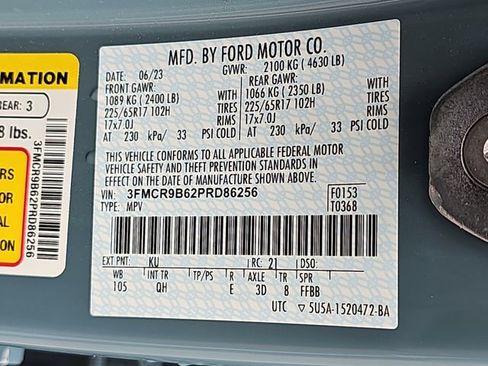 MFD. BY FORD MOTOR CO.
DATE: 06/23 GVWR: 2100 KG ( 4630 LB)
FRONT GAWR: REAR GAWR:
1089 KG ( 2400 LB) WITH 1066 KG ( 2350 LB) WITH
225/65R17 102H TIRES 225/65R17 102H TIRES
17x7.0J RIMS 17x7.0J RIMS
AT 230 kPa/ 33 PSI COLD AT 230 kPa/ 33 PSI COLD
THIS VEHICLE CONFORMS TO ALL APPLICABLE FEDERAL MOTOR
VEHICLE SAFETY AND THEFT PREVENTION STANDARDS IN EFFECT
ON THE DATE OF MANUFACTURE SHOWN ABOVE.
VIN: 3FMCR9B62PRD86256 F0153
TYPE: MPV T0368
EXT PNT: KU RC: 21 DSO:
WB INT TR TP/PS R AXLE TR SPR
105 QH E 3D 8 FFBB
UTC ▽ 5U5A-1520472-BA
RMATION
REAR: 3
8 lbs.
3FMCR9B62PRD86256